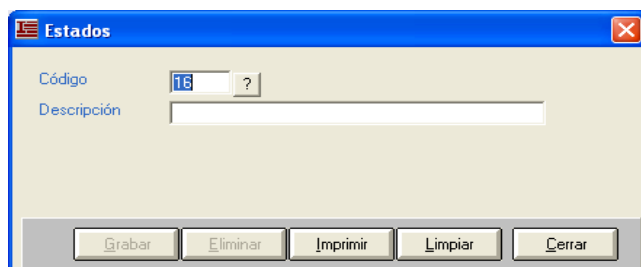 Estados
Código 16 ?
Descripción
Grabar Eliminar Imprimir Limpiar Cerrar